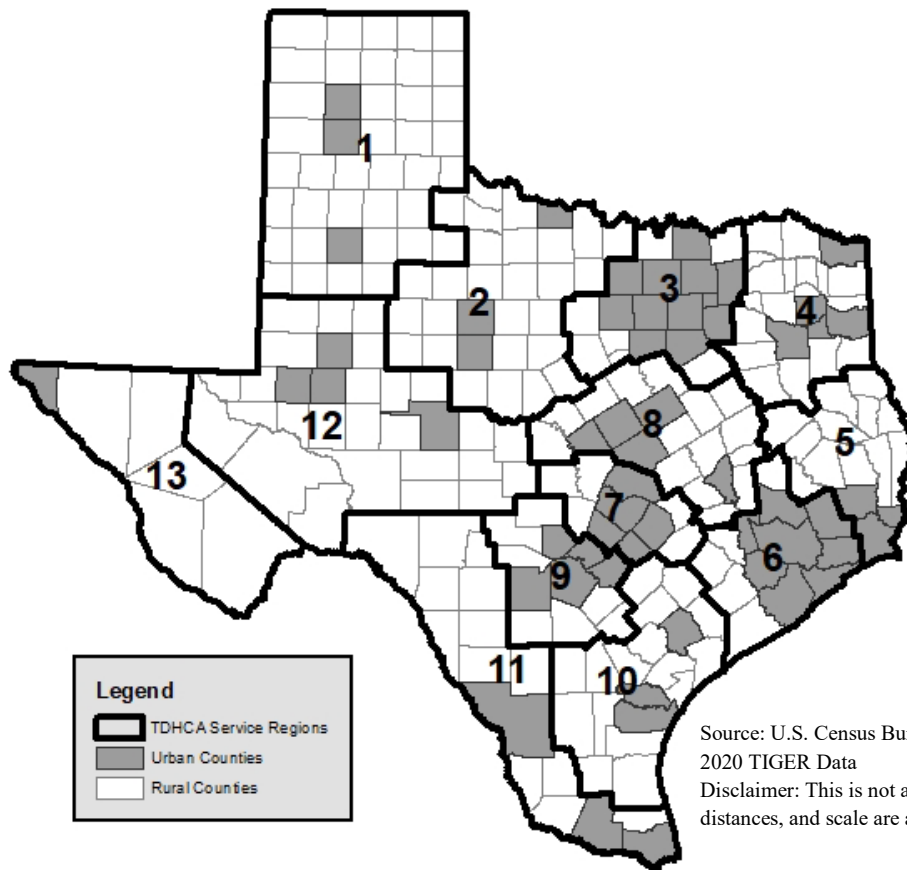 1
2
3
4
5
12
8
13
7
6
9
11
10
Legend
TDHCA Service Regions
Urban Counties
Rural Counties
Source: U.S. Census Bu
2020 TIGER Data
Disclaimer: This is not a
distances, and scale are a